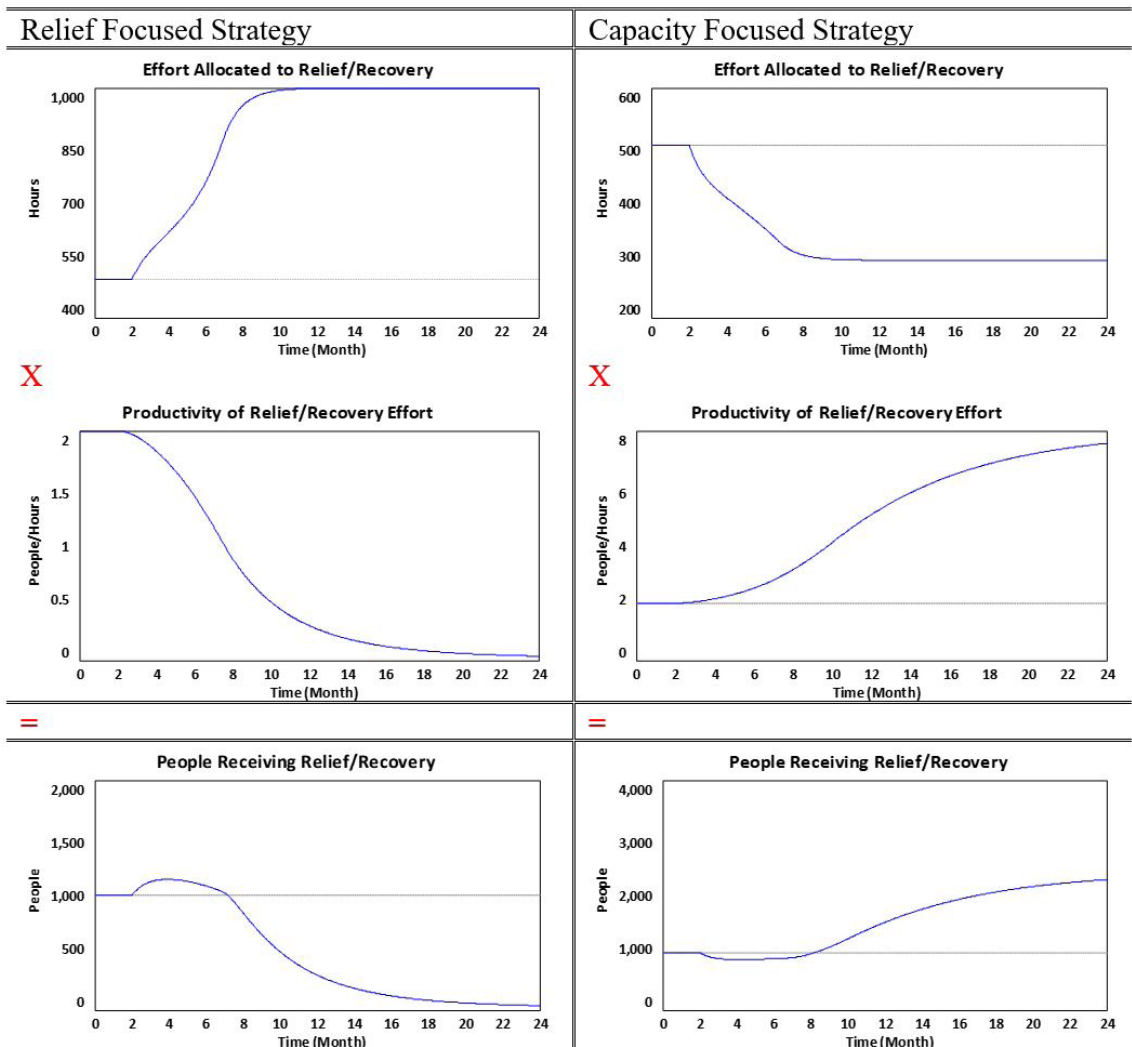 Relief Focused Strategy
Capacity Focused Strategy
Effort Allocated to Relief/Recovery
1,000
850
700
550
400
Hours
0 2 4 6 8 10 12 14 16 18 20 22 24
Time (Month)
Effort Allocated to Relief/Recovery
600
500
400
300
200
Hours
0 2 4 6 8 10 12 14 16 18 20 22 24
Time (Month)
X
X
Productivity of Relief/Recovery Effort
2
1.5
1
0.5
0
People/Hours
0 2 4 6 8 10 12 14 16 18 20 22 24
Time (Month)
Productivity of Relief/Recovery Effort
8
6
4
2
0
People/Hours
0 2 4 6 8 10 12 14 16 18 20 22 24
Time (Month)
=
=
People Receiving Relief/Recovery
2,000
1,500
1,000
500
0
People
0 2 4 6 8 10 12 14 16 18 20 22 24
Time (Month)
People Receiving Relief/Recovery
4,000
3,000
2,000
1,000
0
People
0 2 4 6 8 10 12 14 16 18 20 22 24
Time (Month)